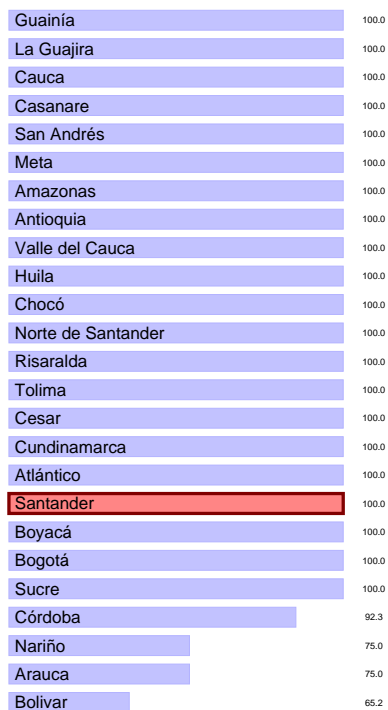 Guainía 100.0
La Guajira 100.0
Cauca 100.0
Casanare 100.0
San Andrés 100.0
Meta 100.0
Amazonas 100.0
Antioquia 100.0
Valle del Cauca 100.0
Huila 100.0
Chocó 100.0
Norte de Santander 100.0
Risaralda 100.0
Tolima 100.0
Cesar 100.0
Cundinamarca 100.0
Atlántico 100.0
Santander 100.0
Boyacá 100.0
Bogotá 100.0
Sucre 100.0
Córdoba 92.3
Nariño 75.0
Arauca 75.0
Bolivar 65.2